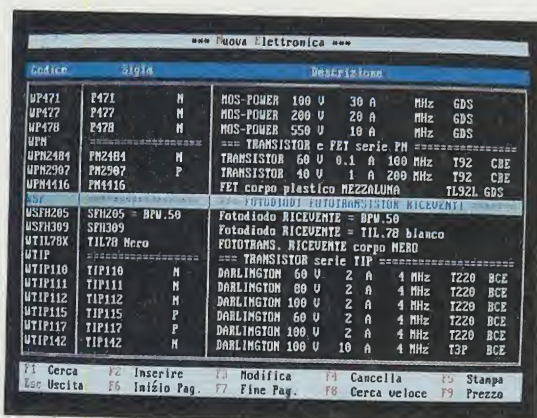 *** Nuova Elettronica ***
Codice Sigla Descrizione
WP471 P471 N MOS-POWER 100 V 30 A MHz GDS
WP477 P477 N MOS-POWER 200 V 20 A MHz GDS
WP478 P478 N MOS-POWER 550 V 10 A MHz GDS
WPN ================== === TRANSISTOR e FET serie PN =================
WPN2484 PN2484 N TRANSISTOR 60 V 0.1 A 100 MHz T92 CBE
WPN2907 PN2907 P TRANSISTOR 40 V 1 A 200 MHz T92 CBE
WPN4416 PN4416 FET corpo plastico MEZZALUNA TL92L GDS
WSF FOTODIODI FOTOTRANSISTOR RICEVENTI
WSFH205 SFH205 = BPW.50 Fotodiodo RICEVENTE = BPW.50
WSFH309 SFH309 Fotodiodo RICEVENTE = TIL.78 bianco
WTIL78X TIL78 Nero FOTOTRANS. RICEVENTE corpo NERO
WTIP ================== === TRANSISTOR serie TIP =====================
WTIP110 TIP110 N DARLINGTON 60 V 2 A 4 MHz T220 BCE
WTIP111 TIP111 N DARLINGTON 80 V 2 A 4 MHz T220 BCE
WTIP112 TIP112 N DARLINGTON 100 V 2 A 4 MHz T220 BCE
WTIP115 TIP115 P DARLINGTON 60 V 2 A 4 MHz T220 BCE
WTIP117 TIP117 P DARLINGTON 100 V 2 A 4 MHz T220 BCE
WTIP142 TIP142 N DARLINGTON 100 V 10 A 4 MHz T3P BCE
F1 Cerca F2 Inserire F3 Modifica F4 Cancella F5 Stampa
Esc Uscita F6 Inizio Pag. F7 Fine Pag. F8 Cerca veloce F9 Prezzo